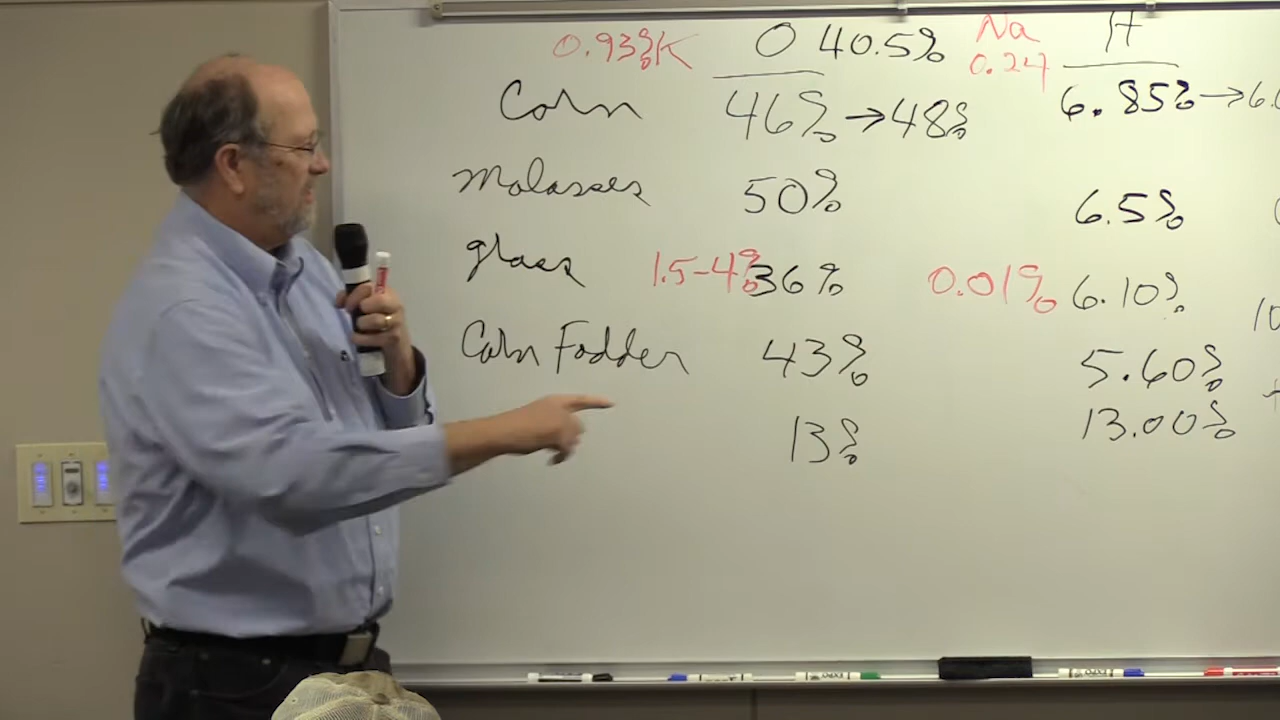 0.93%K O 40.5% Na H
0.24
Corn 46% →48% 6.85% →6.
Molasses 50% 6.5%
glass 1.5-4% 36% 0.01% 6.10% 10
Corn Fodder 43% 5.60%
13% 13.00%